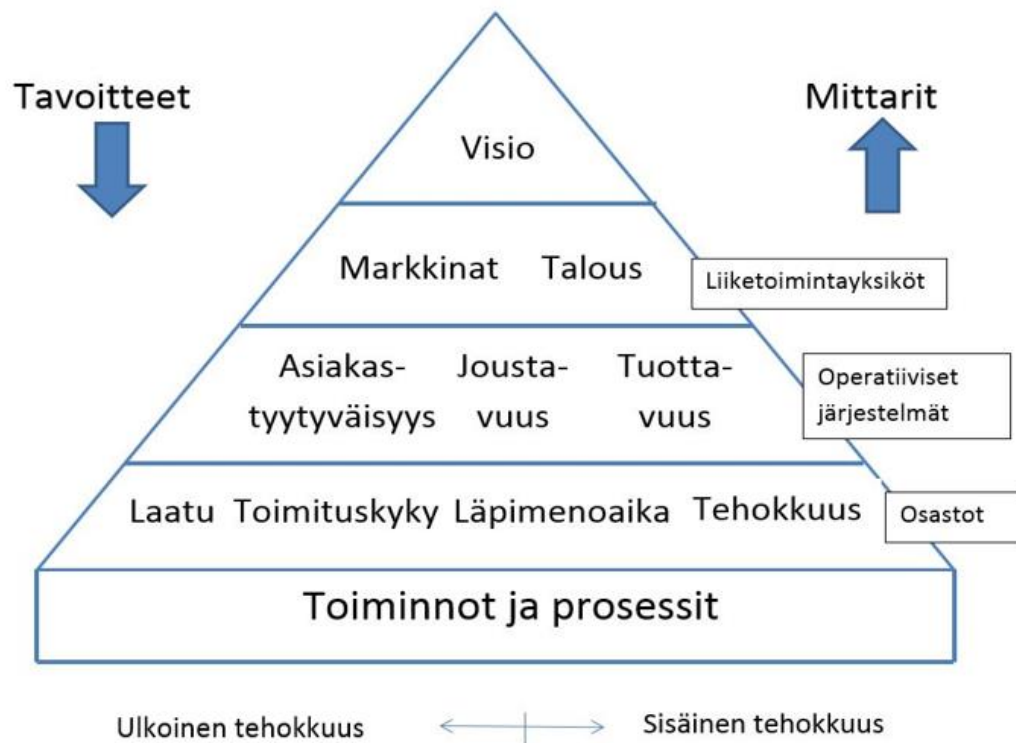 Tavoitteet
Mittarit
Visio
Markkinat Talous
Liiketoimintayksiköt
Asiakas- Jousta- Tuotta-
tyytyväisyys vuus vuus
Operatiiviset
järjestelmät
Laatu Toimituskyky Läpimenoaika Tehokkuus
Osastot
Toiminnot ja prosessit
Ulkoinen tehokkuus Sisäinen tehokkuus